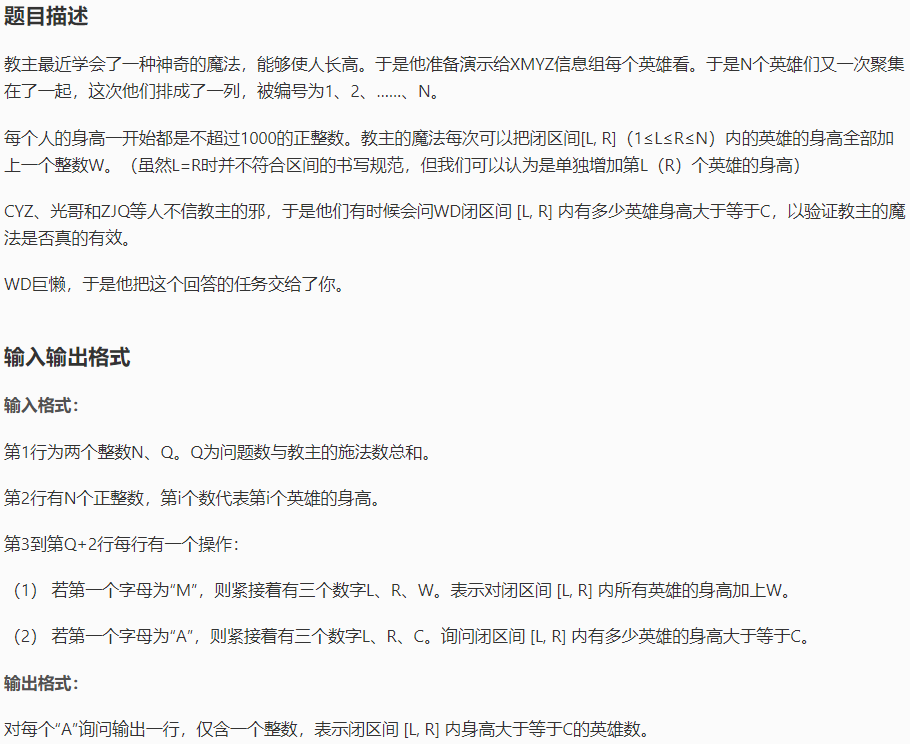 题目描述
教主最近学会了一种神奇的魔法，能够使人长高。于是他准备演示给XMYZ信息组每个英雄看。于是N个英雄们又一次聚集
在了一起，这次他们排成了一列，被编号为1、2、……、N。
每个人的身高一开始都是不超过1000的正整数。教主的魔法每次可以把闭区间[L, R]（1≤L≤R≤N）内的英雄的身高全部加
上一个整数W。（虽然L=R时并不符合区间的书写规范，但我们可以认为是单独增加第L（R）个英雄的身高）
CYZ、光哥和ZJQ等人不信教主的邪，于是他们有时候会问WD闭区间 [L, R] 内有多少英雄身高大于等于C，以验证教主的魔
法是否真的有效。
WD巨懒，于是他把这个回答的任务交给了你。
输入输出格式
输入格式：
第1行为两个整数N、Q。Q为问题数与教主的施法数总和。
第2行有N个正整数，第i个数代表第i个英雄的身高。
第3到第Q+2行每行有一个操作：
（1） 若第一个字母为“M”，则紧接着有三个数字L、R、W。表示对闭区间 [L, R] 内所有英雄的身高加上W。
（2） 若第一个字母为“A”，则紧接着有三个数字L、R、C。询问闭区间 [L, R] 内有多少英雄的身高大于等于C。
输出格式：
对每个“A”询问输出一行，仅含一个整数，表示闭区间 [L, R] 内身高大于等于C的英雄数。